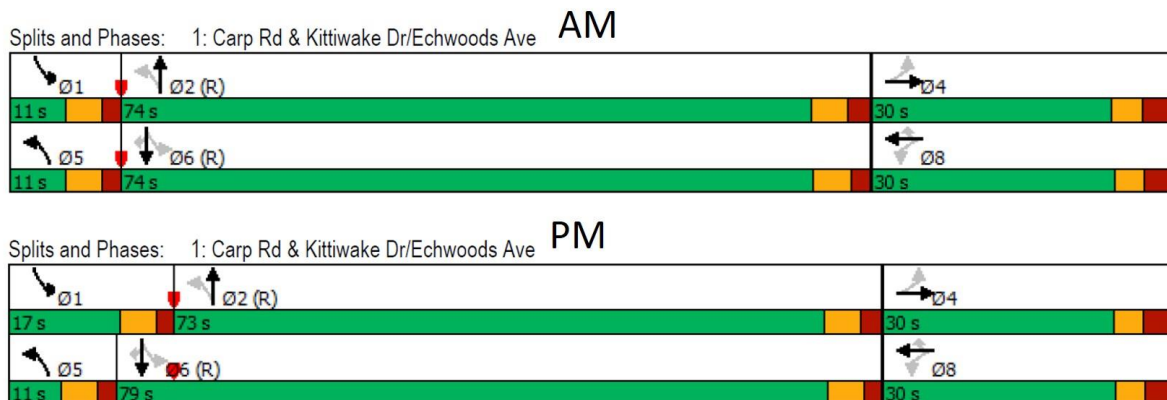 AM
Splits and Phases: 1: Carp Rd & Kittiwake Dr/Echwoods Ave
Ø1 Ø2 (R) Ø4
11 s 74 s 30 s
Ø5 Ø6 (R) Ø8
11 s 74 s 30 s
PM
Splits and Phases: 1: Carp Rd & Kittiwake Dr/Echwoods Ave
Ø1 Ø2 (R) Ø4
17 s 73 s 30 s
Ø5 Ø6 (R) Ø8
11 s 79 s 30 s